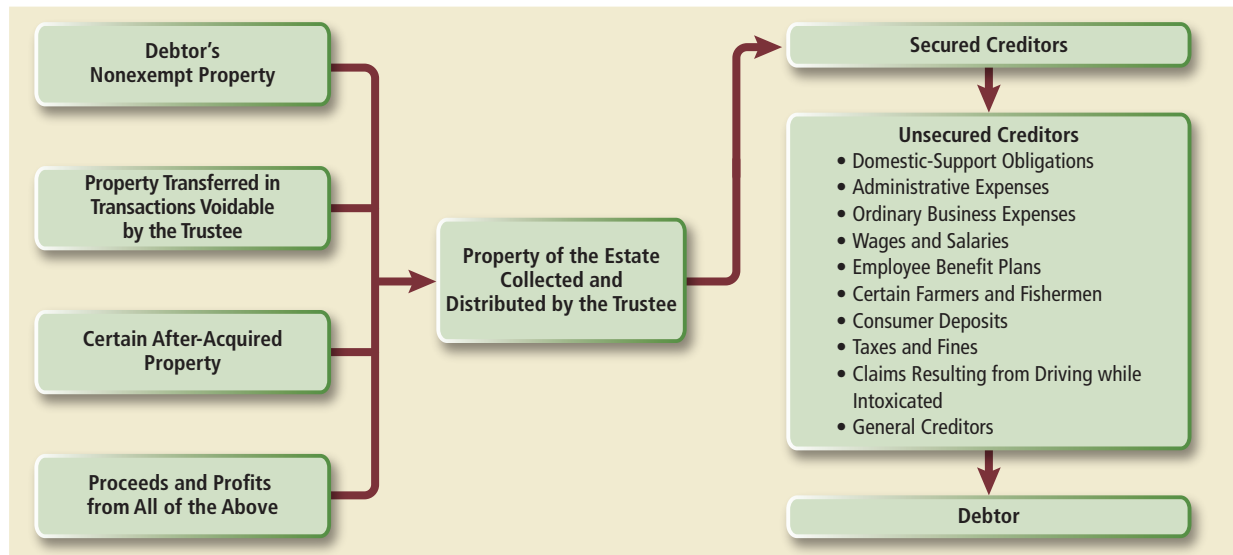 Debtor's
Nonexempt Property
Property Transferred in
Transactions Voidable
by the Trustee
Certain After-Acquired
Property
Proceeds and Profits
from All of the Above
Property of the Estate
Collected and
Distributed by the Trustee
Secured Creditors
Unsecured Creditors
• Domestic-Support Obligations
• Administrative Expenses
• Ordinary Business Expenses
• Wages and Salaries
• Employee Benefit Plans
• Certain Farmers and Fishermen
• Consumer Deposits
• Taxes and Fines
• Claims Resulting from Driving while
Intoxicated
• General Creditors
Debtor